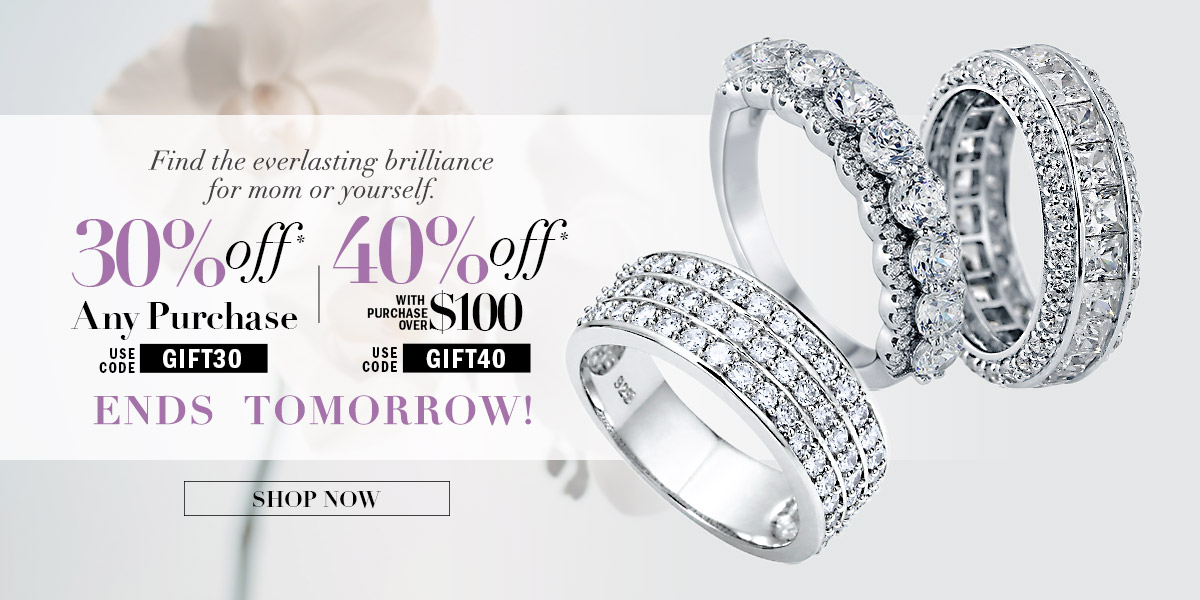 Find the everlasting brilliance
for mom or yourself.
30% off*
Any Purchase
USE
CODE GIFT30
40% off*
WITH
PURCHASE
OVER $100
USE
CODE GIFT40
ENDS TOMORROW!
SHOP NOW
925